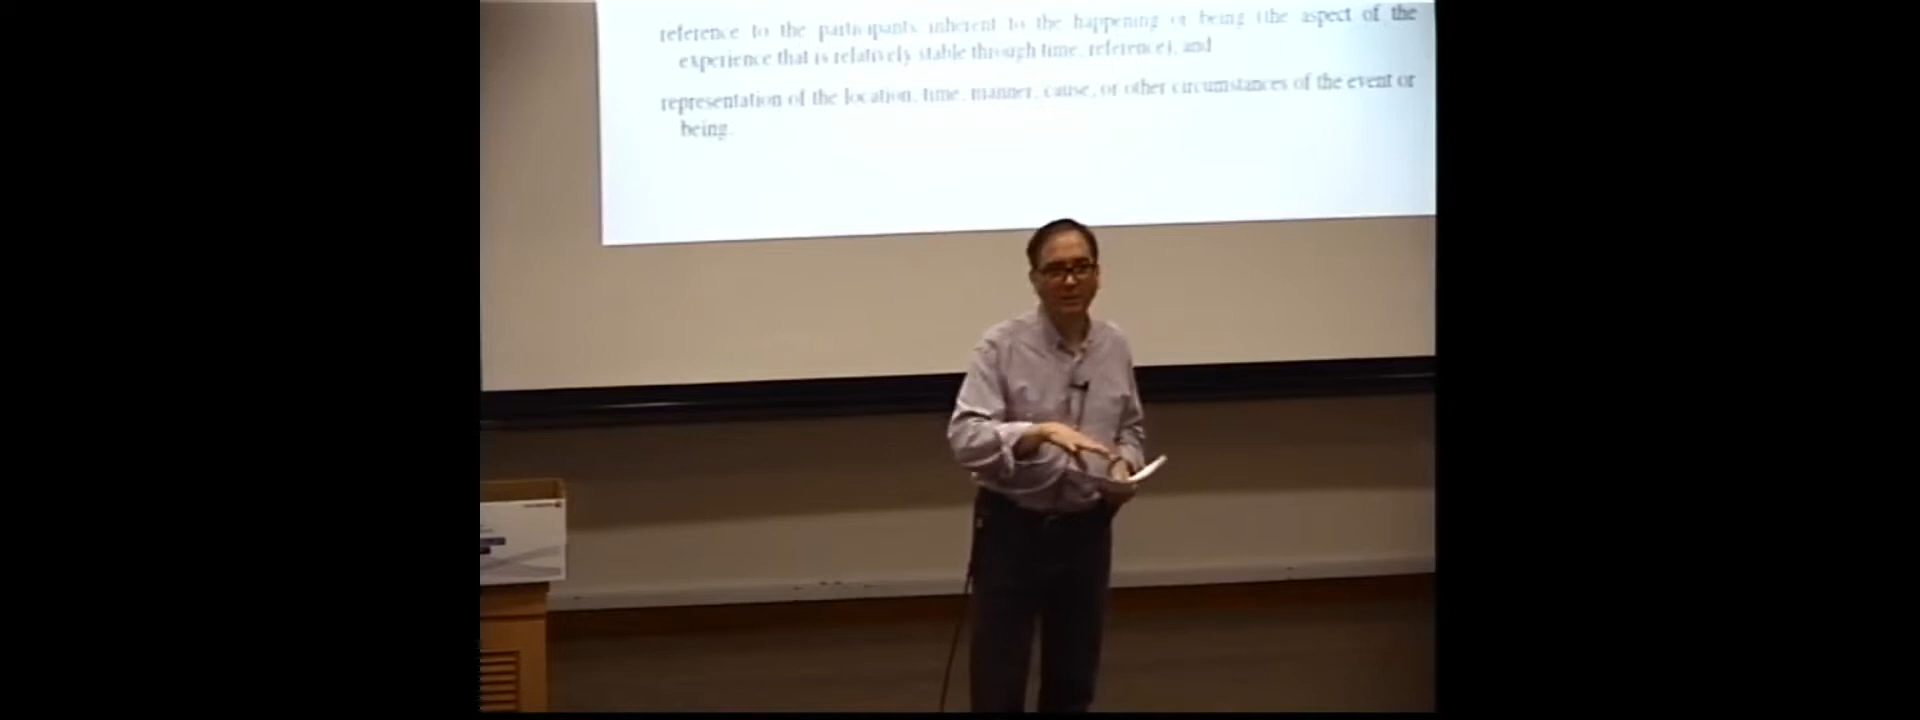 reference to the participants inherent to the happening or being (the aspect of the
experience that is relatively stable through time, reference), and
representation of the location, time, manner, cause, or other circumstances of the event or
being.